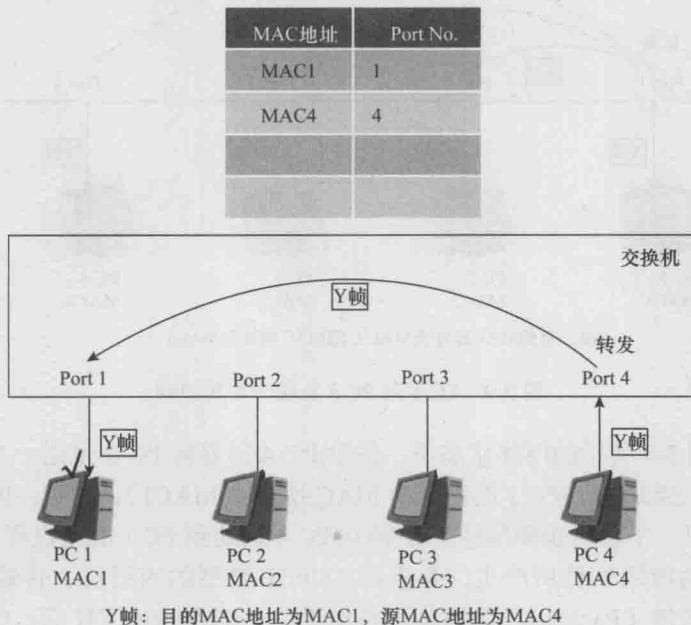 MAC地址 Port No.
MAC1 1
MAC4 4
交换机
Y帧
转发
Port 1 Port 2 Port 3 Port 4
Y帧 Y帧
PC 1 PC 2 PC 3 PC 4
MAC1 MAC2 MAC3 MAC4
Y帧：目的MAC地址为MAC1，源MAC地址为MAC4